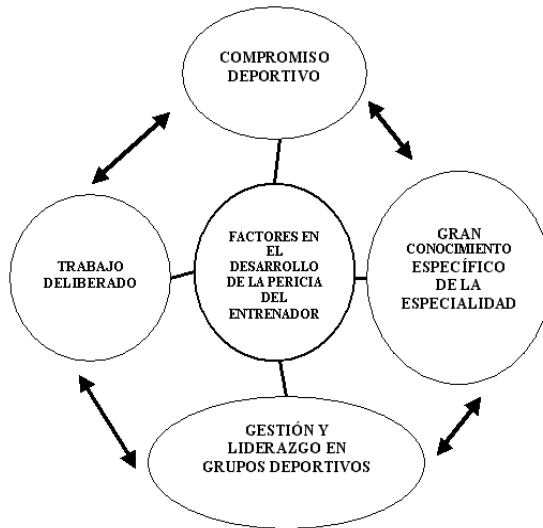 COMPROMISO
DEPORTIVO
TRABAJO
DELIBERADO
FACTORES EN
EL
DESARROLLO
DE LA PERICIA
DEL
ENTRENADOR
GRAN
CONOCIMIENTO
ESPECÍFICO
DE LA
ESPECIALIDAD
GESTIÓN Y
LIDERAZGO EN
GRUPOS DEPORTIVOS